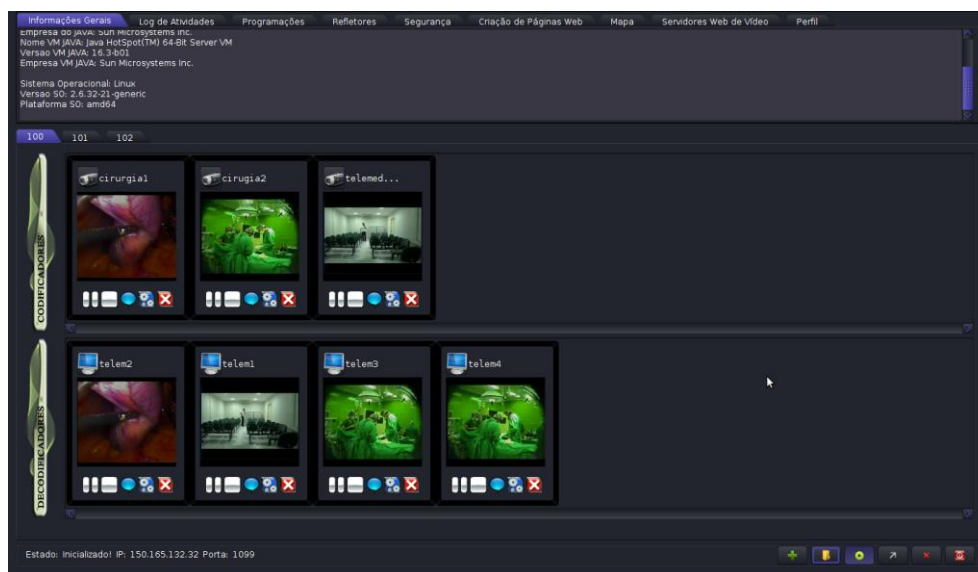 Informações Gerais Log de Atividades Programações Refletores Segurança Criação de Páginas Web Mapa Servidores Web de Vídeo Perfil
Empresa do JAVA: Sun Microsystems Inc.
Nome VM JAVA: Java HotSpot(TM) 64-Bit Server VM
Versao VM JAVA: 16.3-b01
Empresa VM JAVA: Sun Microsystems Inc.
Sistema Operacional: Linux
Versao SO: 2.6.32-21-generic
Plataforma SO: amd64
100 101 102
CODIFICADORES
cirurgia1 cirugia2 telemed...
DECODIFICADORES
telem2 telem1 telem3 telem4
Estado: Inicializado! IP: 150.165.132.32 Porta: 1099